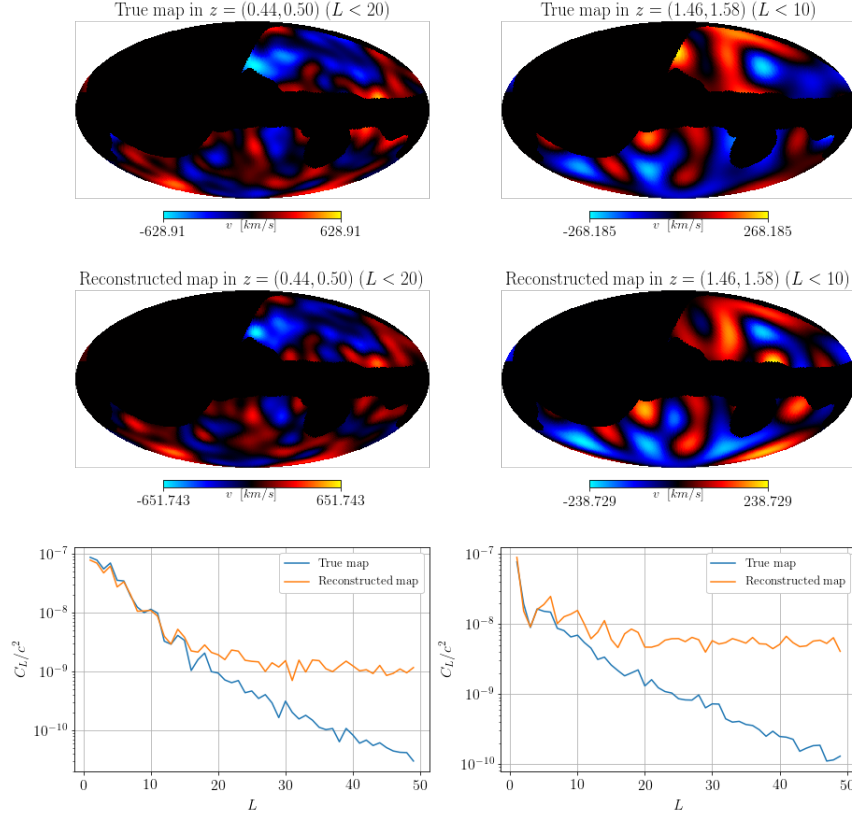 True map in z = (0.44, 0.50) (L < 20)
True map in z = (1.46, 1.58) (L < 10)
-628.91 v [km/s] 628.91
-268.185 v [km/s] 268.185
Reconstructed map in z = (0.44, 0.50) (L < 20)
Reconstructed map in z = (1.46, 1.58) (L < 10)
-651.743 v [km/s] 651.743
-238.729 v [km/s] 238.729
True map
Reconstructed map
10⁻⁷
10⁻⁸
10⁻⁹
10⁻¹⁰
C_L/c²
0 10 20 30 40 50
L
True map
Reconstructed map
10⁻⁷
10⁻⁸
10⁻⁹
10⁻¹⁰
C_L/c²
0 10 20 30 40 50
L